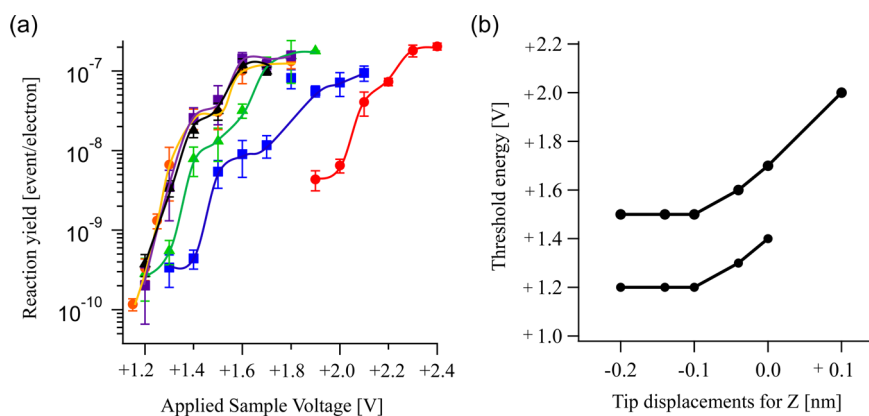 (a)
Reaction yield [event/electron]
10⁻⁷
10⁻⁸
10⁻⁹
10⁻¹⁰
+1.2 +1.4 +1.6 +1.8 +2.0 +2.2 +2.4
Applied Sample Voltage [V]
(b)
Threshold energy [V]
+2.2
+2.0
+1.8
+1.6
+1.4
+1.2
+1.0
-0.2 -0.1 0.0 +0.1
Tip displacements for Z [nm]